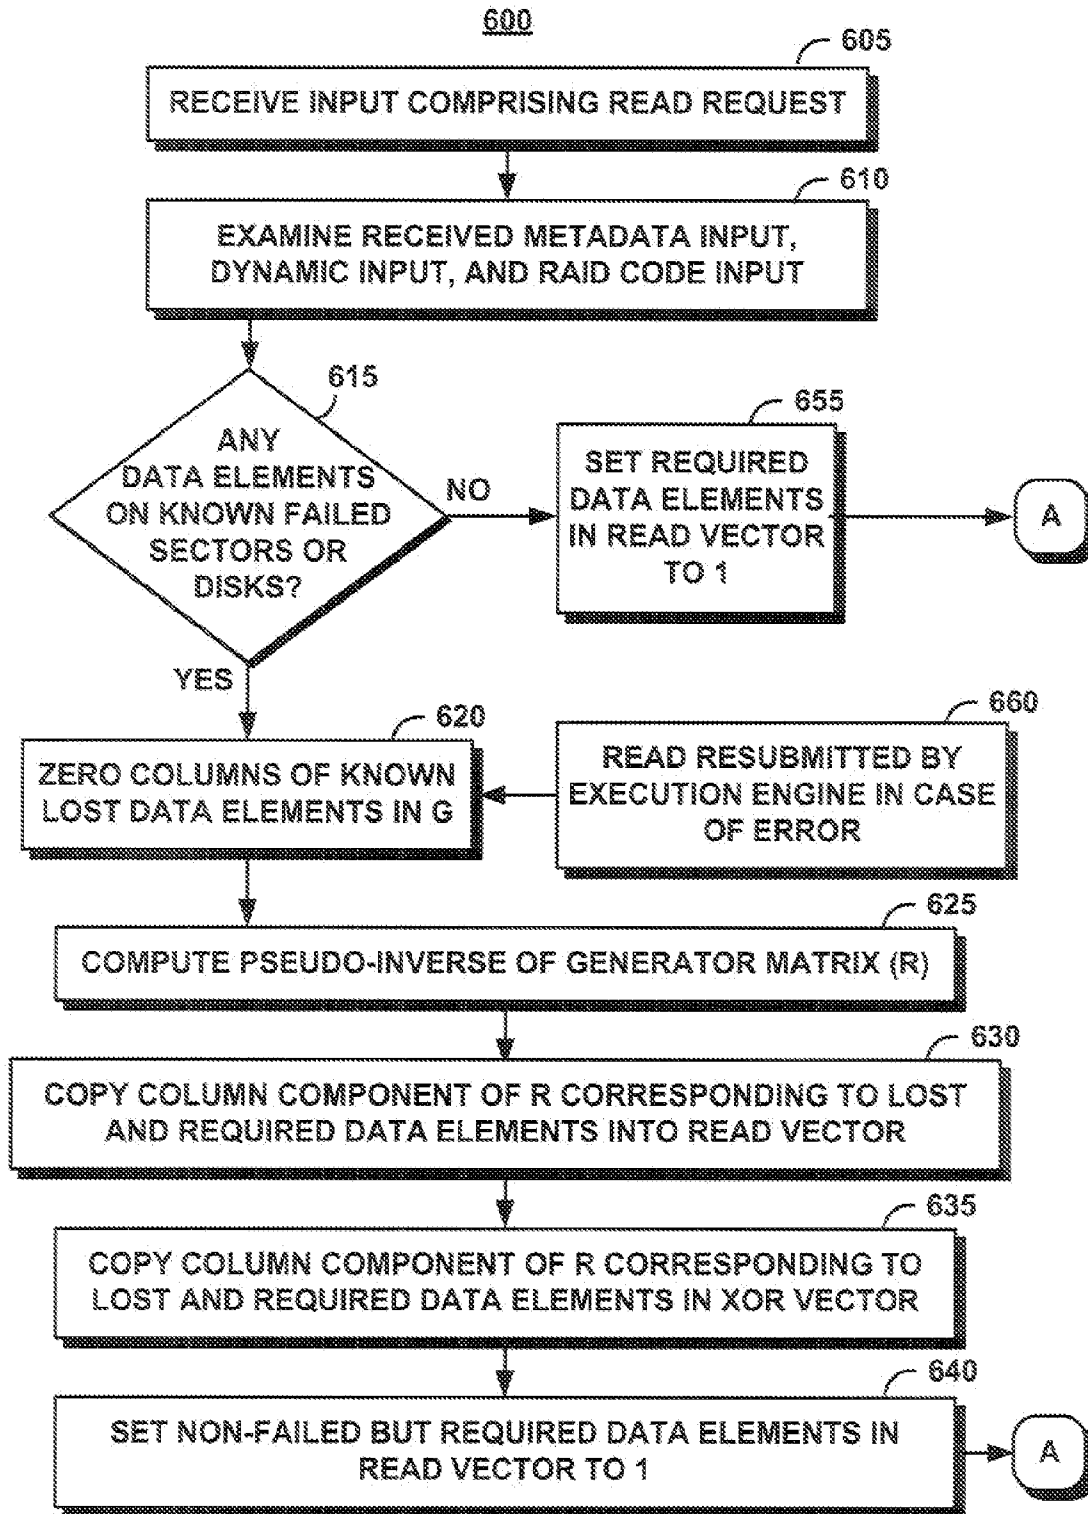 600
605
RECEIVE INPUT COMPRISING READ REQUEST
610
EXAMINE RECEIVED METADATA INPUT,
DYNAMIC INPUT, AND RAID CODE INPUT
615
ANY
DATA ELEMENTS
ON KNOWN FAILED
SECTORS OR
DISKS?
NO
YES
655
SET REQUIRED
DATA ELEMENTS
IN READ VECTOR
TO 1
A
620
ZERO COLUMNS OF KNOWN
LOST DATA ELEMENTS IN G
660
READ RESUBMITTED BY
EXECUTION ENGINE IN CASE
OF ERROR
625
COMPUTE PSEUDO-INVERSE OF GENERATOR MATRIX (R)
630
COPY COLUMN COMPONENT OF R CORRESPONDING TO LOST
AND REQUIRED DATA ELEMENTS INTO READ VECTOR
635
COPY COLUMN COMPONENT OF R CORRESPONDING TO
LOST AND REQUIRED DATA ELEMENTS IN XOR VECTOR
640
SET NON-FAILED BUT REQUIRED DATA ELEMENTS IN
READ VECTOR TO 1
A